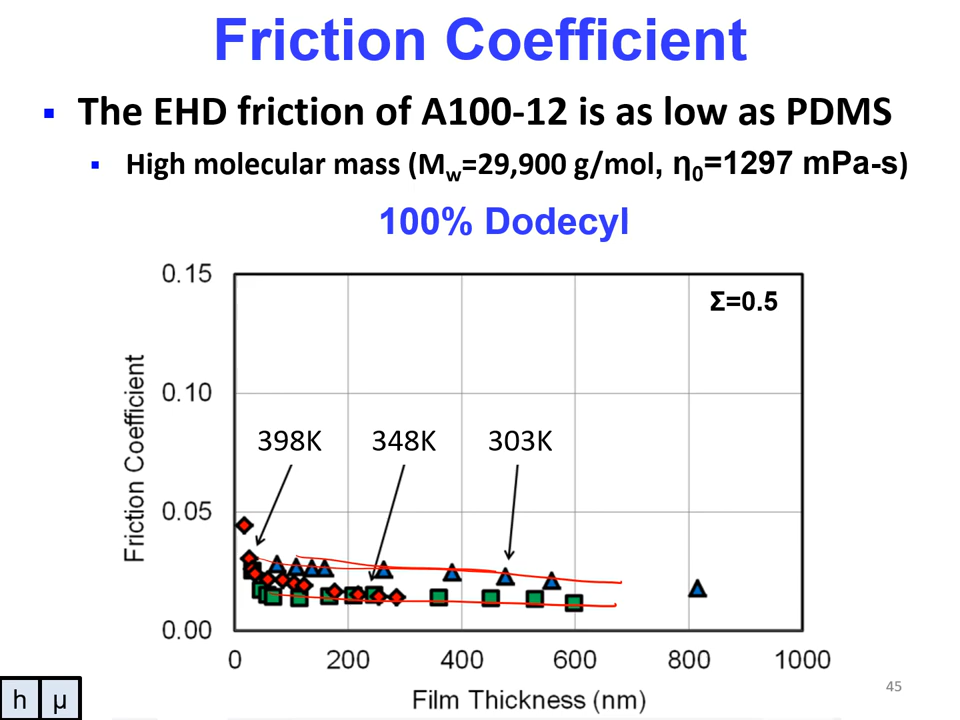 Friction Coefficient
▪ The EHD friction of A100-12 is as low as PDMS
▪ High molecular mass (Mw=29,900 g/mol, η0=1297 mPa-s)
100% Dodecyl
0.15
Σ=0.5
0.10
398K 348K 303K
0.05
0.00
Friction Coefficient
0 200 400 600 800 1000
Film Thickness (nm)
45
h μ